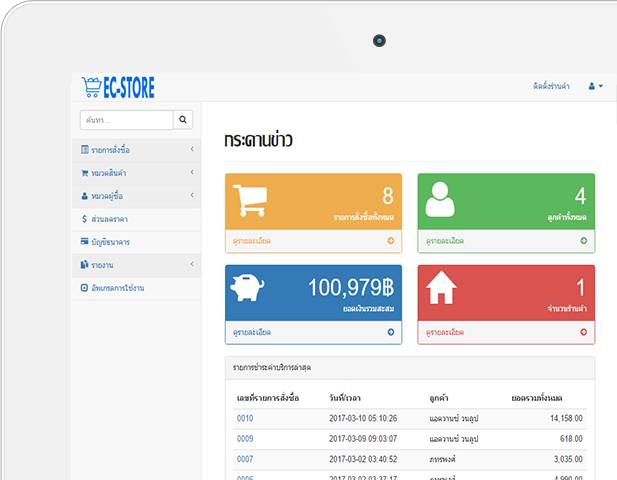 EC-STORE
ติดตั้งร้านค้า
ค้นหา...
รายการสั่งซื้อ
หมวดสินค้า
หมวดผู้ซื้อ
ส่วนลดราคา
บัญชีธนาคาร
รายงาน
อัพเกรดการใช้งาน
กระดานข่าว
8
รายการสั่งซื้อทั้งหมด
ดูรายละเอียด
4
ลูกค้าทั้งหมด
ดูรายละเอียด
100,979฿
ยอดเงินรวมสะสม
ดูรายละเอียด
1
จำนวนร้านค้า
ดูรายละเอียด
รายการชำระค่าบริการล่าสุด
เลขที่รายการสั่งซื้อ วันที่/เวลา ลูกค้า ยอดรวมทั้งหมด
0010 2017-03-10 05:10:26 แอดวานซ์ วนลูป 14,158.00
0009 2017-03-09 09:03:07 แอดวานซ์ วนลูป 618.00
0007 2017-03-02 03:40:52 ภทรพงศ์ 3,035.00
2017-03-02 03:37:17 4,990.00